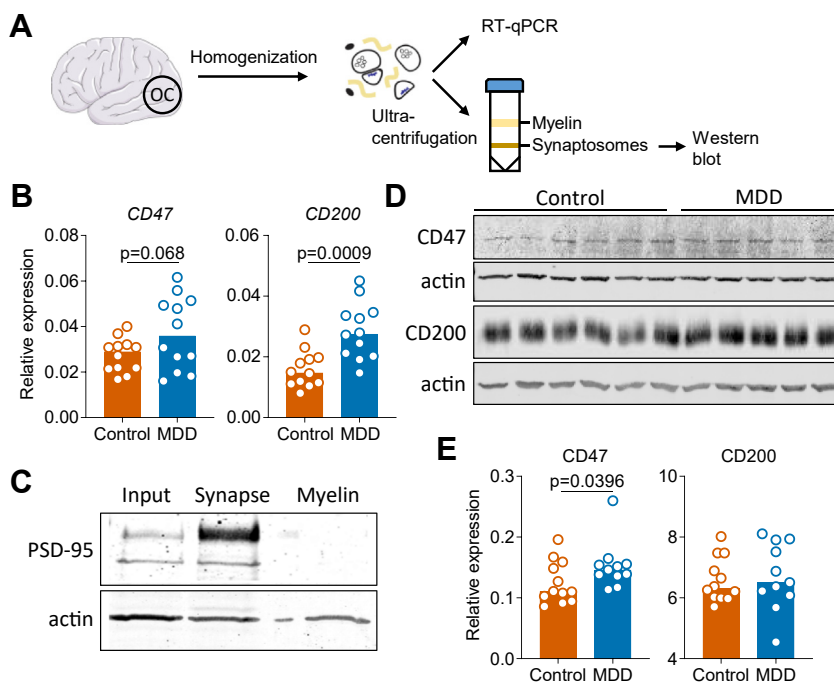 A
OC
Homogenization
Ultra-
centrifugation
RT-qPCR
Myelin
Synaptosomes
Western
blot
B
CD47
CD200
Relative expression
0.08
0.06
0.04
0.02
0.00
p=0.068
Control MDD
0.06
0.04
0.02
0.00
p=0.0009
Control MDD
C
Input Synapse Myelin
PSD-95
actin
D
Control MDD
CD47
actin
CD200
actin
E
CD47
CD200
Relative expression
0.3
0.2
0.1
0.0
p=0.0396
Control MDD
10
8
6
4
Control MDD